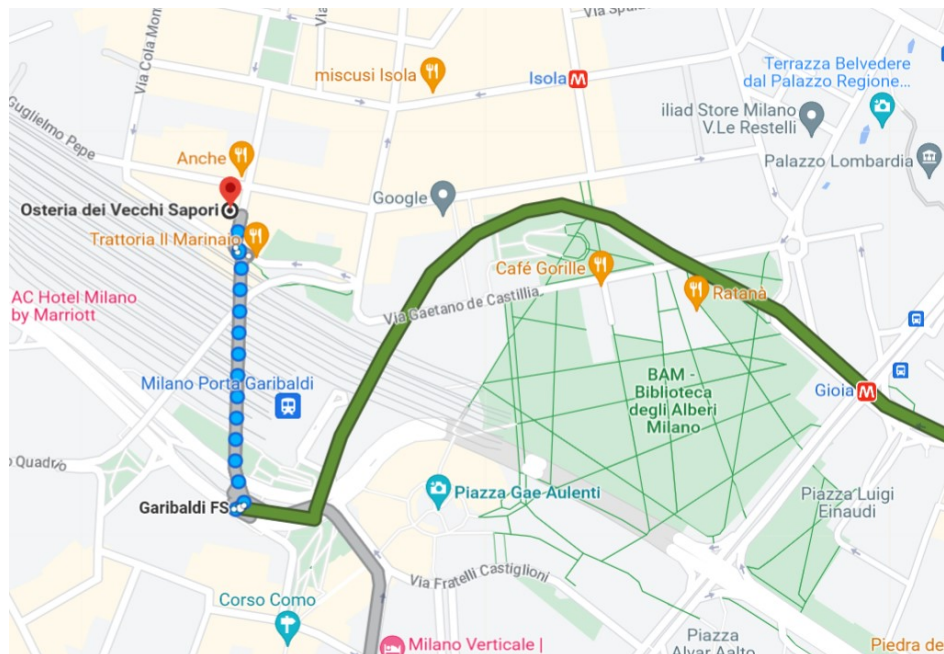 Via Cola Mon
miscusi Isola
Isola M
Terrazza Belvedere
dal Palazzo Regione...
iliad Store Milano
V.Le Restelli
Guglielmo Pepe
Anche
Google
Palazzo Lombardia
Osteria dei Vecchi Sapori
Trattoria Il Marinaio
Café Gorille
Via Gaetano de Castillia
Ratanà
AC Hotel Milano
by Marriott
Milano Porta Garibaldi
BAM -
Biblioteca
degli Alberi
Milano
Gioia M
o Quadrio
Garibaldi FS
Piazza Gae Aulenti
Piazza Luigi
Einaudi
Via Fratelli Castiglioni
Corso Como
Milano Verticale |
Piazza
Alvar Aalto
Piedra de